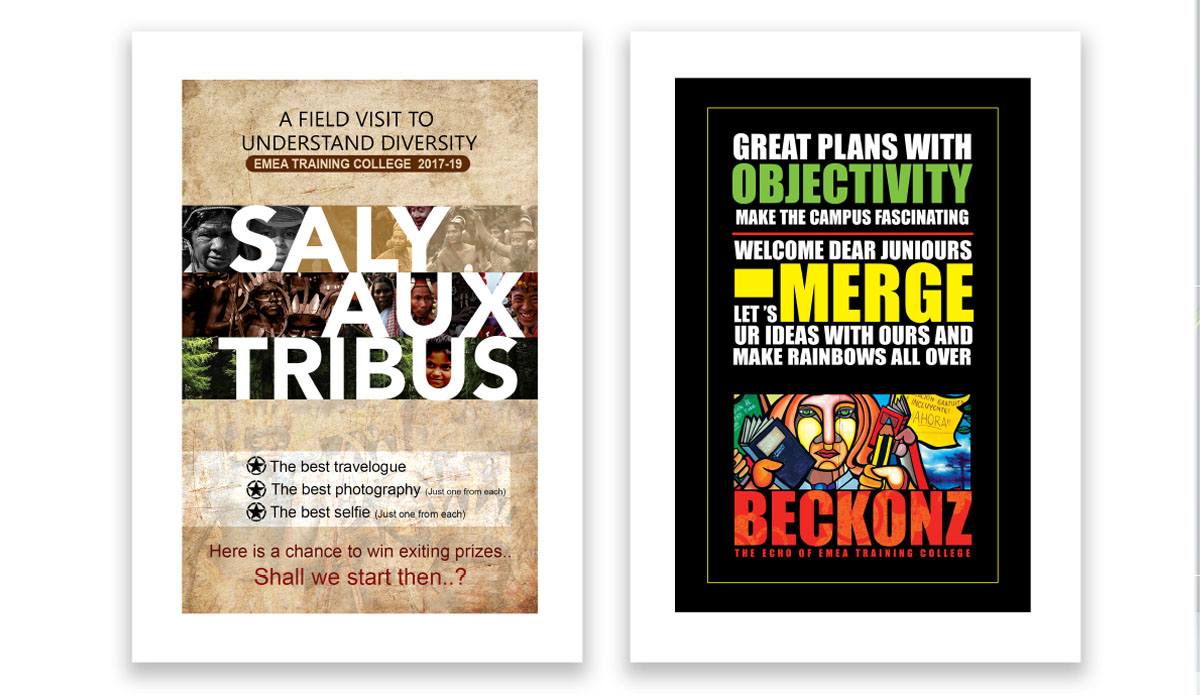 A FIELD VISIT TO
UNDERSTAND DIVERSITY
EMEA TRAINING COLLEGE 2017-19
SALY
AUX
TRIBUS
The best travelogue
The best photography (Just one from each)
The best selfie (Just one from each)
Here is a chance to win exiting prizes..
Shall we start then..?
GREAT PLANS WITH
OBJECTIVITY
MAKE THE CAMPUS FASCINATING
WELCOME DEAR JUNIOURS
LET 'S MERGE
UR IDEAS WITH OURS AND
MAKE RAINBOWS ALL OVER
INCLUYENTE!
¡AHORA!!
BECKONZ
THE ECHO OF EMEA TRAINING COLLEGE